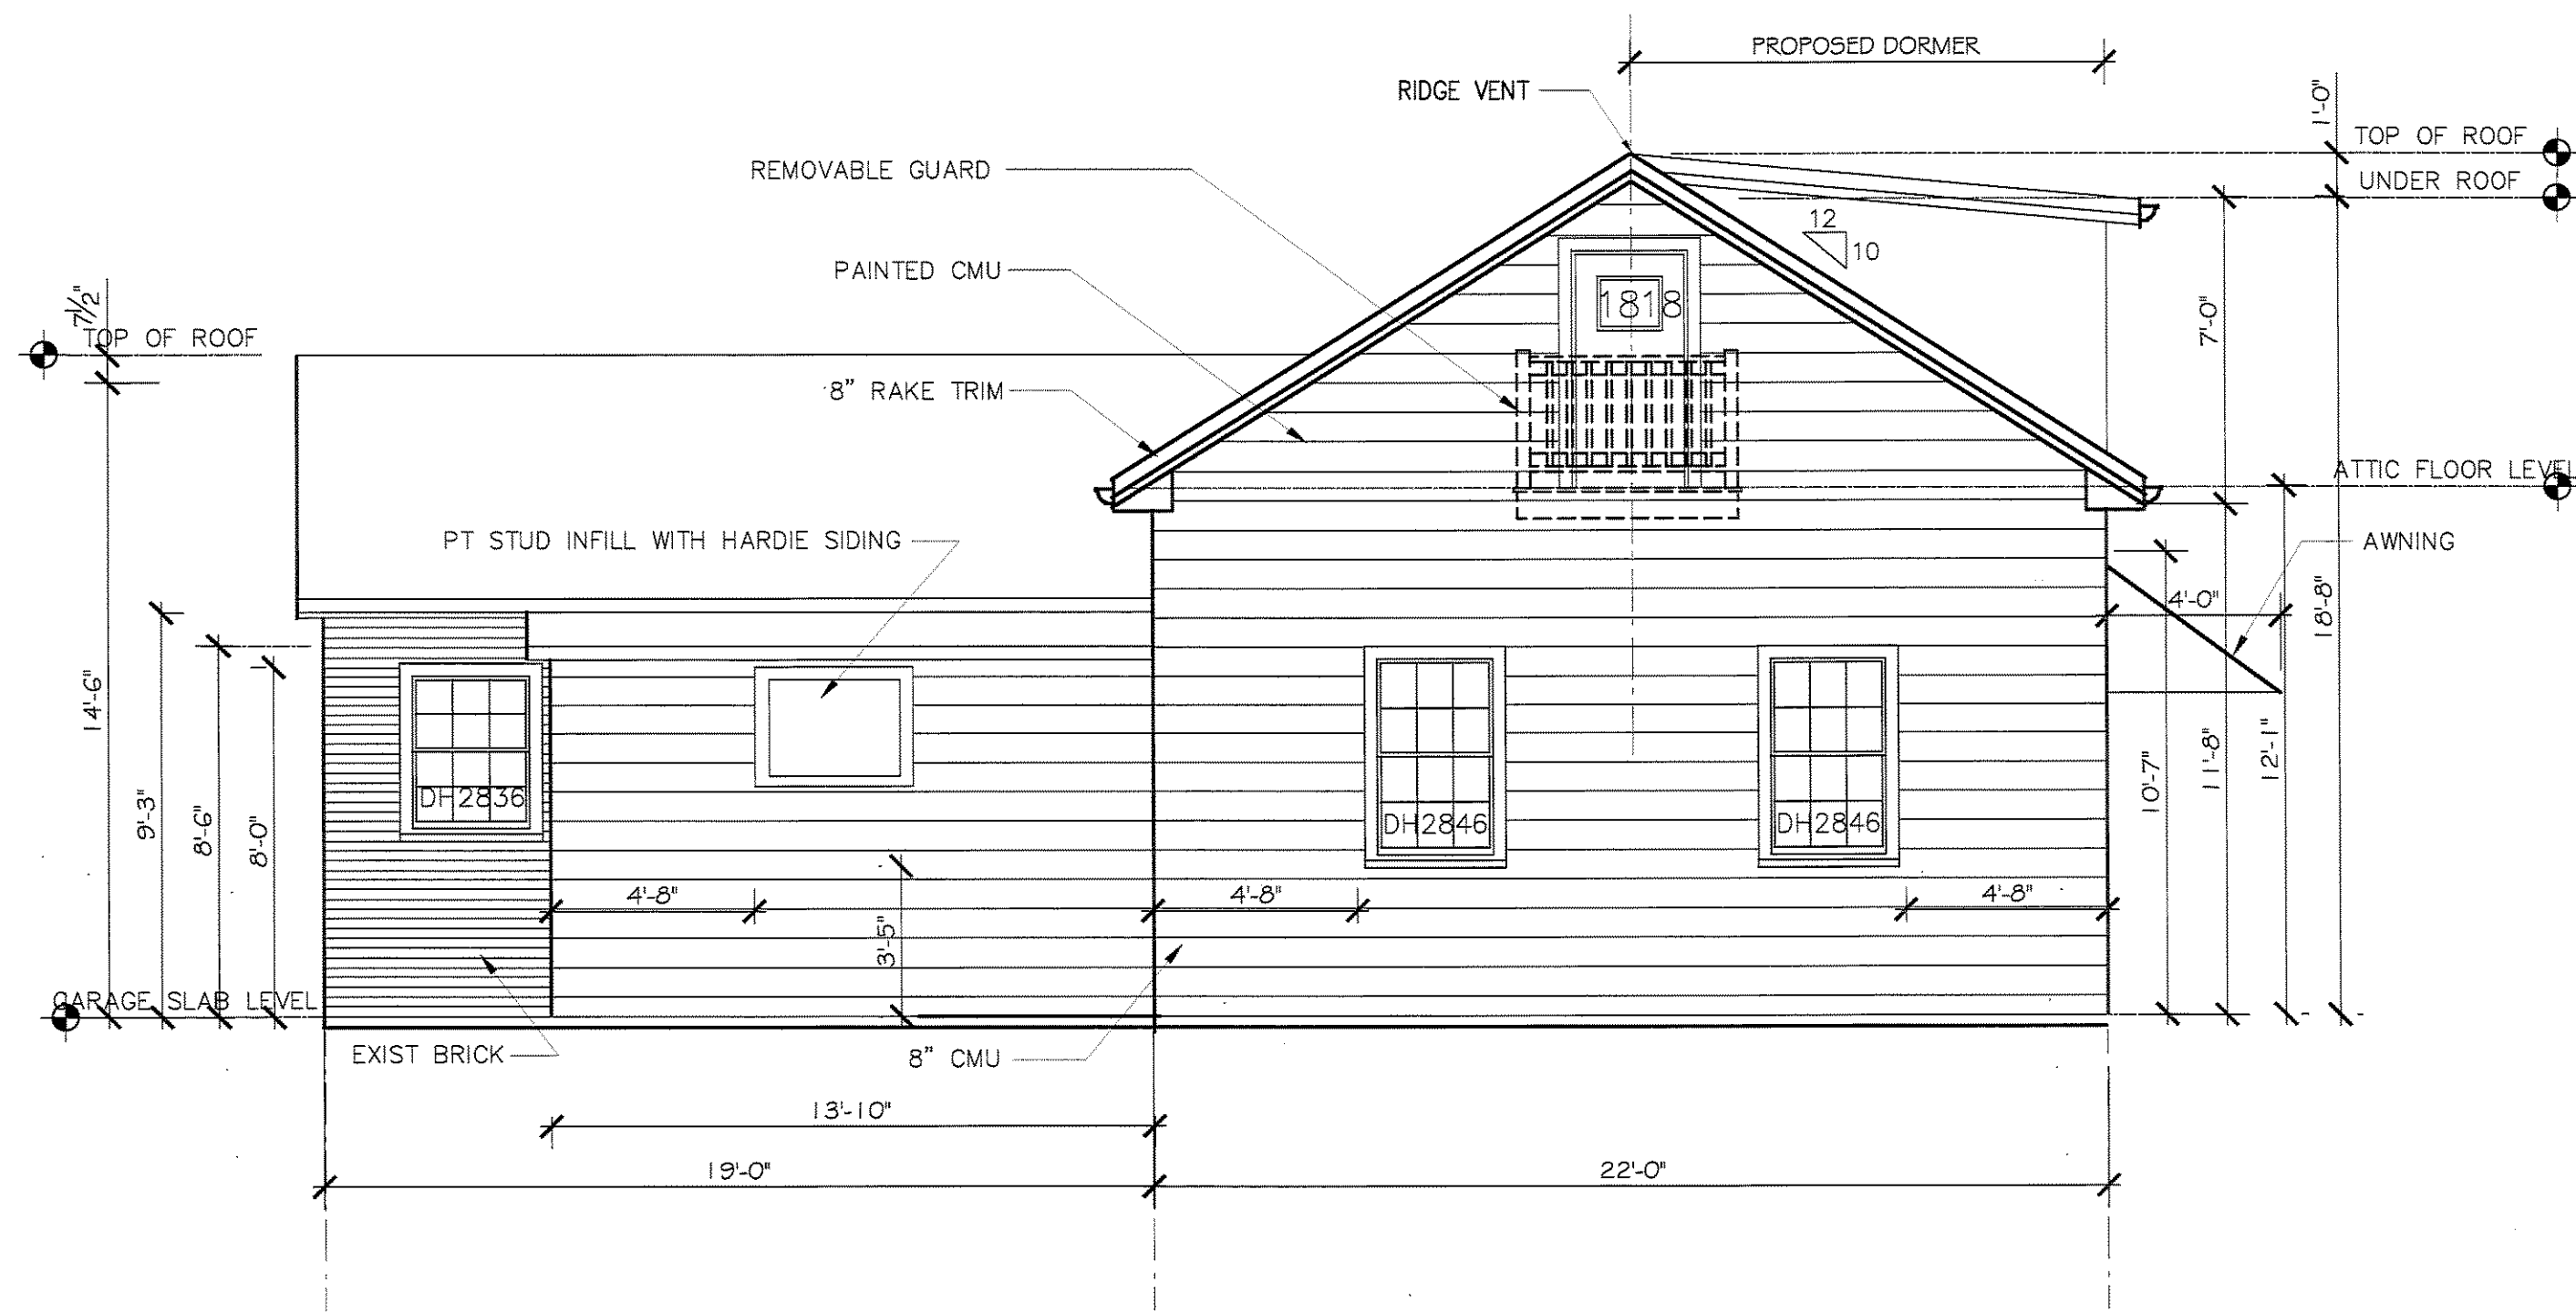 PROPOSED DORMER
RIDGE VENT
1'-0"
TOP OF ROOF
REMOVABLE GUARD
UNDER ROOF
12
10
PAINTED CMU
1818
7 1/2"
TOP OF ROOF
7'-0"
8" RAKE TRIM
ATTIC FLOOR LEVEL
PT STUD INFILL WITH HARDIE SIDING
AWNING
4'-0"
18'-8"
14'-6"
9'-3"
8'-6"
8'-0"
10'-7"
11'-8"
12'-1"
DH2836
DH2846
DH2846
4'-8"
4'-8"
4'-8"
3'-5"
GARAGE SLAB LEVEL
EXIST BRICK
8" CMU
13'-10"
19'-0"
22'-0"